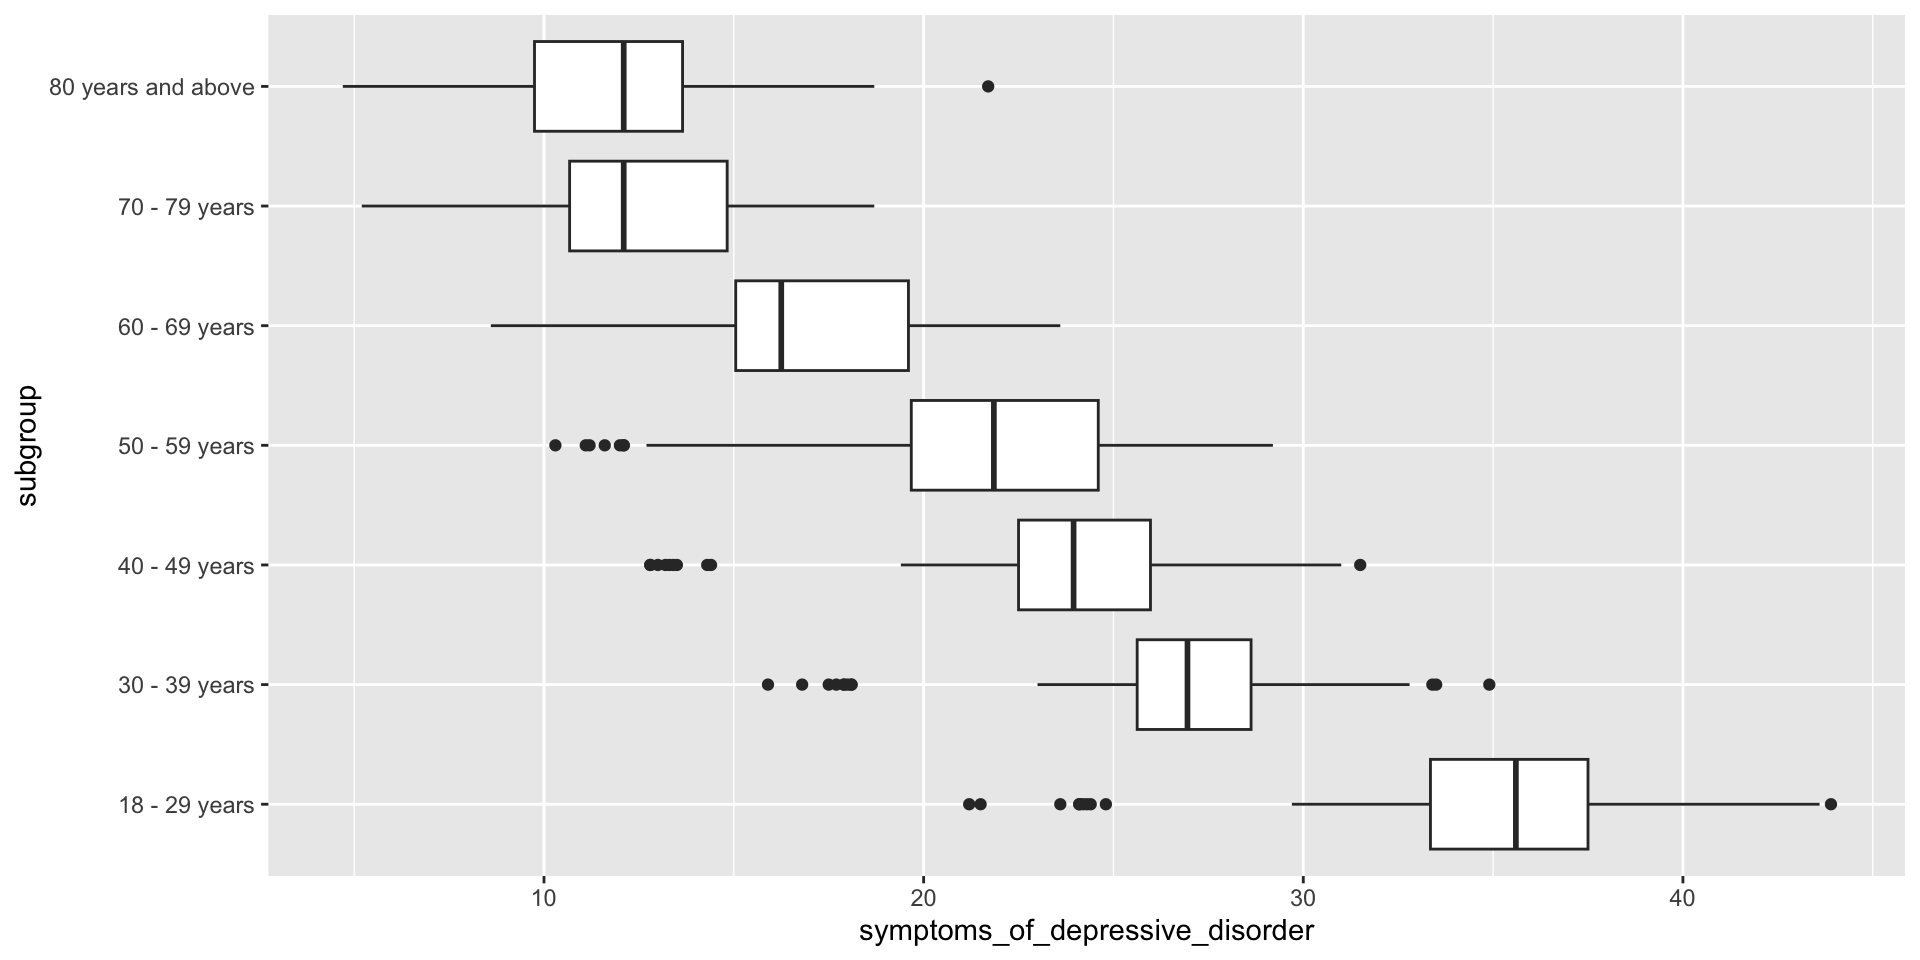 80 years and above
70 - 79 years
60 - 69 years
50 - 59 years
40 - 49 years
30 - 39 years
18 - 29 years
subgroup
10 20 30 40
symptoms_of_depressive_disorder